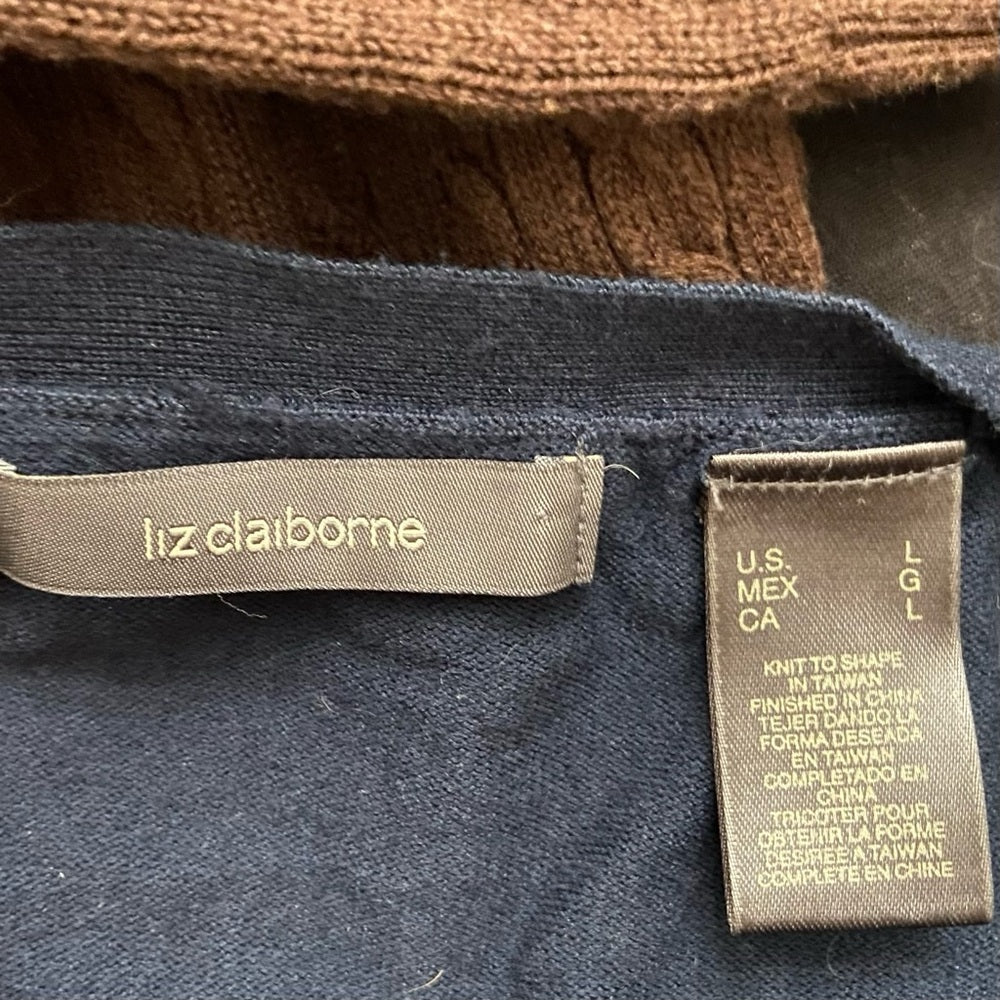 liz claiborne
U.S. L
MEX G
CA L
KNIT TO SHAPE
IN TAIWAN
FINISHED IN CHINA
TEJER DANDO LA
FORMA DESEADA
EN TAIWAN
COMPLETADO EN
CHINA
TRICOTER POUR
OBTENIR LA FORME
DESIREE A TAIWAN
COMPLETE EN CHINE